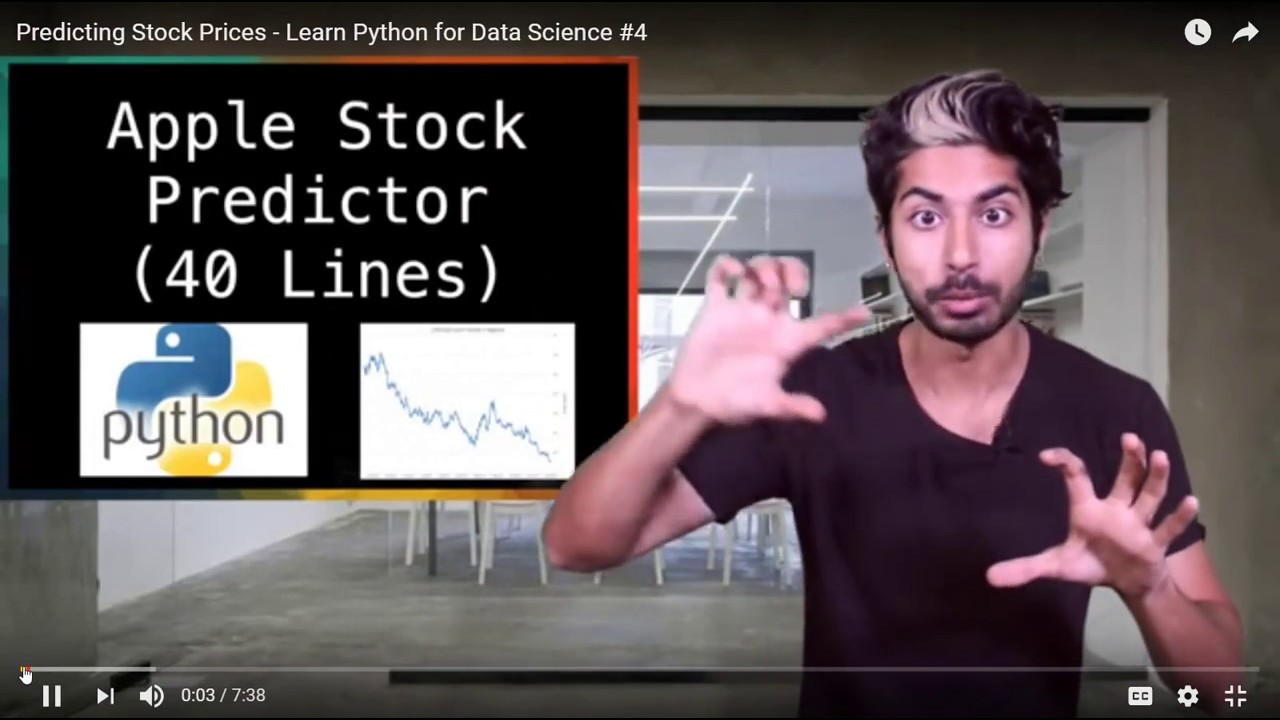 Predicting Stock Prices - Learn Python for Data Science #4
Apple Stock
Predictor
(40 Lines)
python
0:03 / 7:38
CC